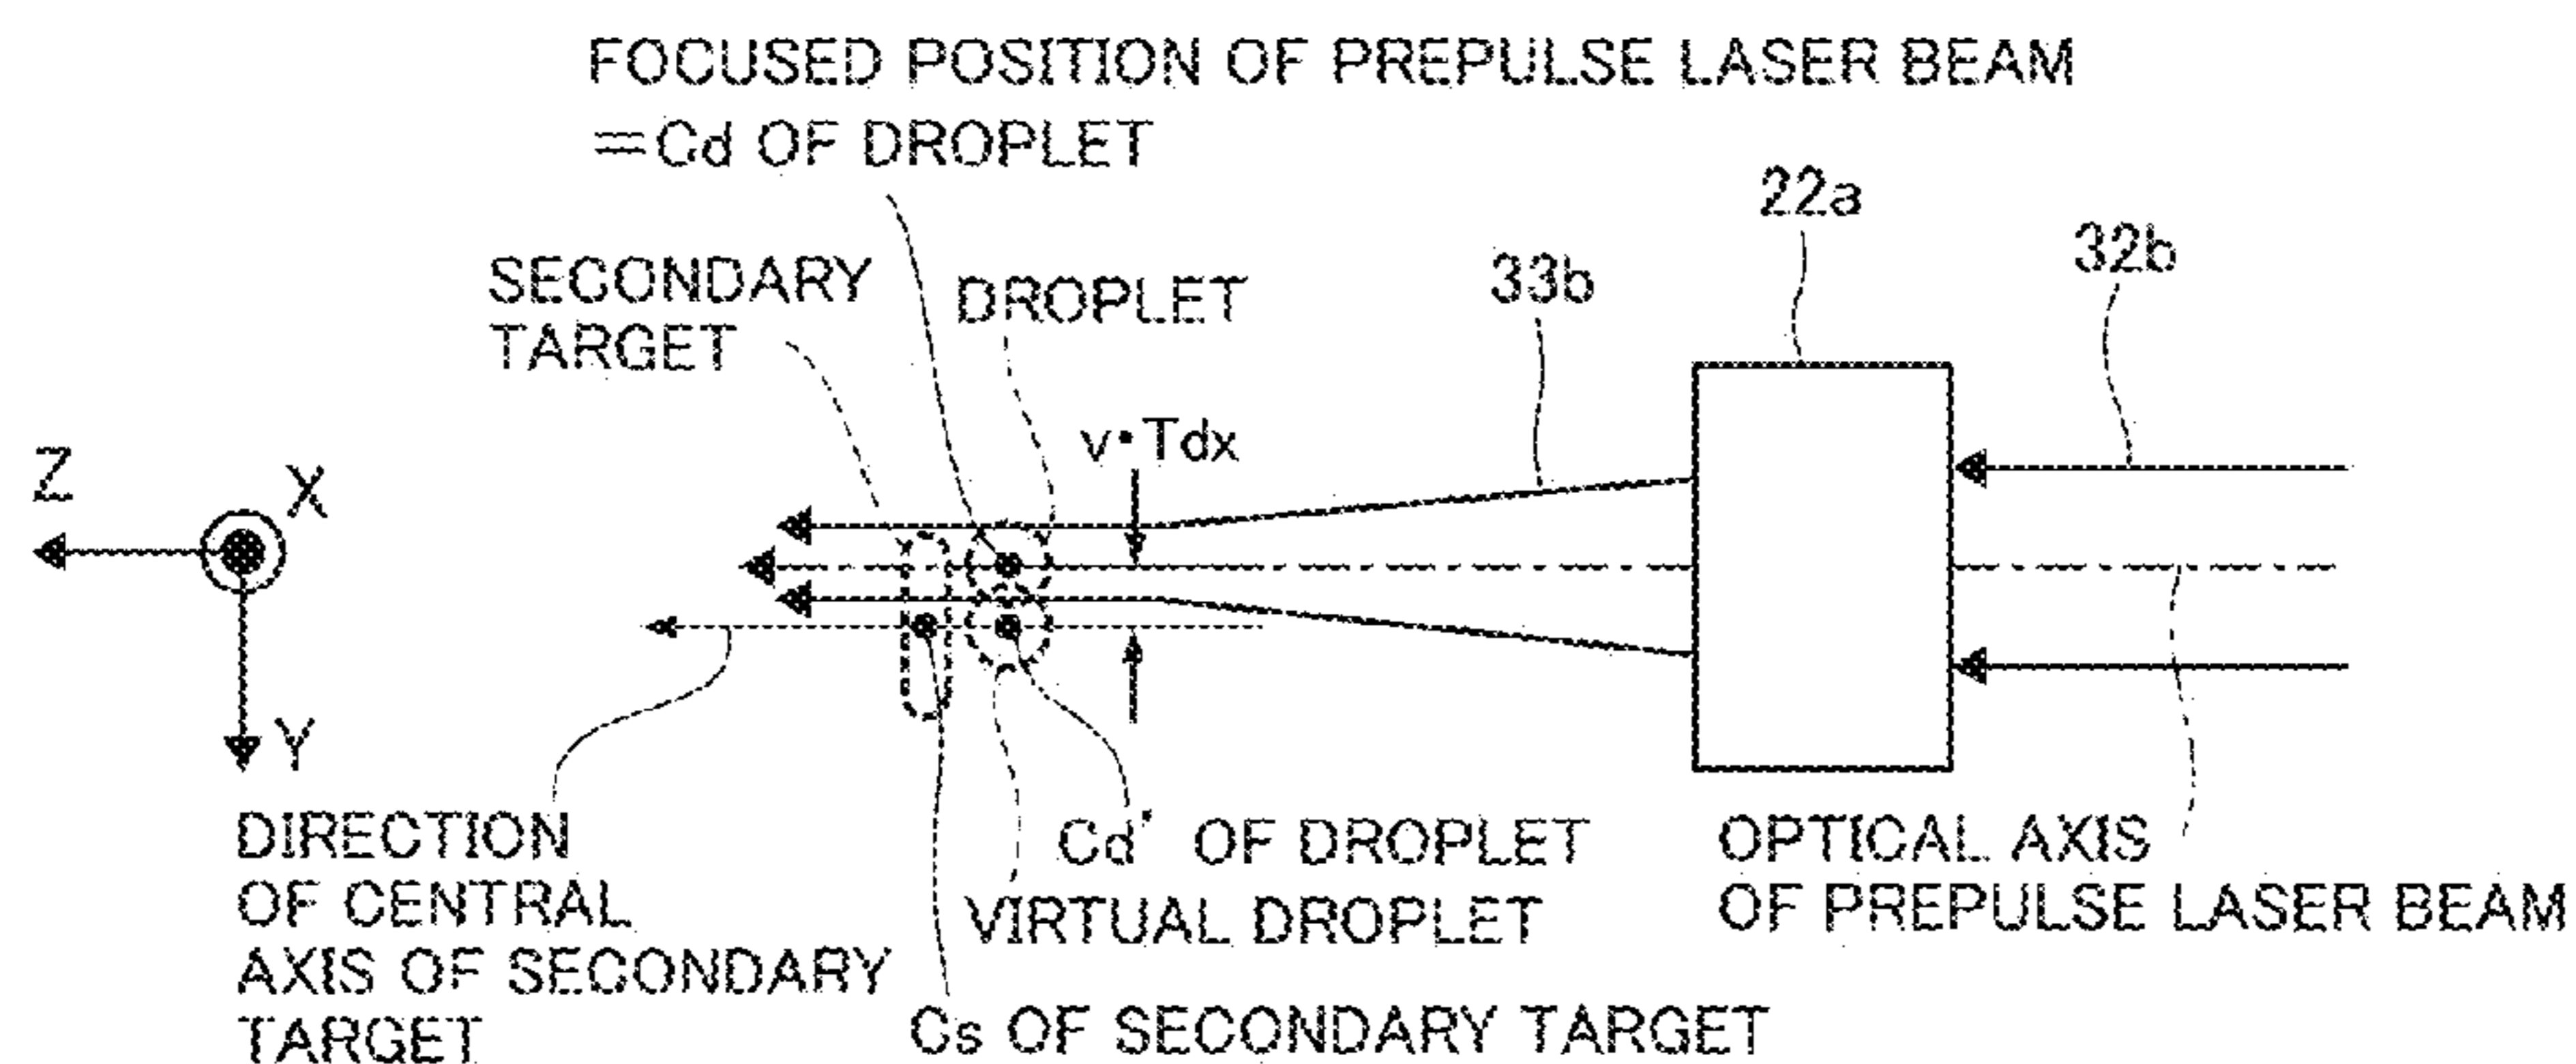 FOCUSED POSITION OF PREPULSE LASER BEAM
=Cd OF DROPLET
22a
32b
SECONDARY
TARGET
DROPLET
33b
v·Tdx
Z
X
Y
DIRECTION
OF CENTRAL
AXIS OF SECONDARY
TARGET
Cd' OF DROPLET
VIRTUAL DROPLET
Cs OF SECONDARY TARGET
OPTICAL AXIS
OF PREPULSE LASER BEAM